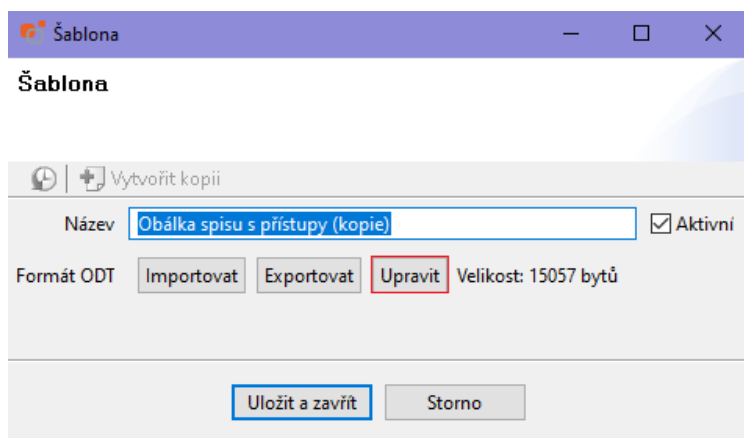 Šablona
Šablona
Vytvořit kopii
Název Obálka spisu s přístupy (kopie) Aktivní
Formát ODT Importovat Exportovat Upravit Velikost: 15057 bytů
Uložit a zavřít Storno